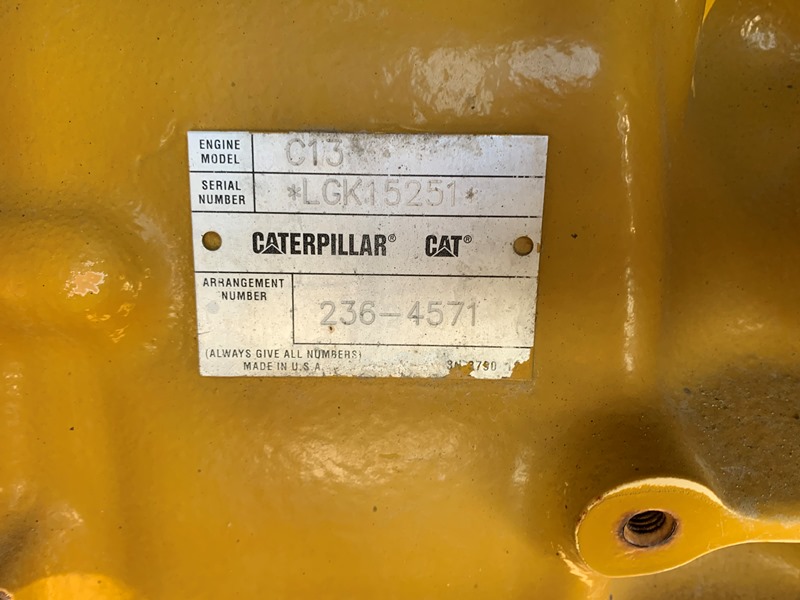 ENGINE MODEL C13
SERIAL NUMBER *LGK15251*
CATERPILLAR® CAT®
ARRANGEMENT NUMBER 236-4571
(ALWAYS GIVE ALL NUMBERS)
MADE IN U.S.A.